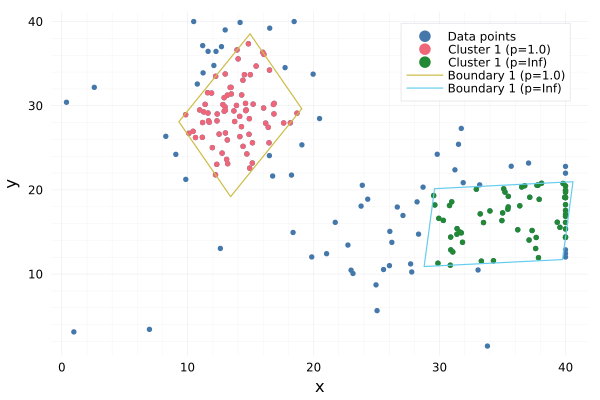 40
30
20
10
y
0
10
20
30
40
x
Data points
Cluster 1 (p=1.0)
Cluster 1 (p=Inf)
Boundary 1 (p=1.0)
Boundary 1 (p=Inf)